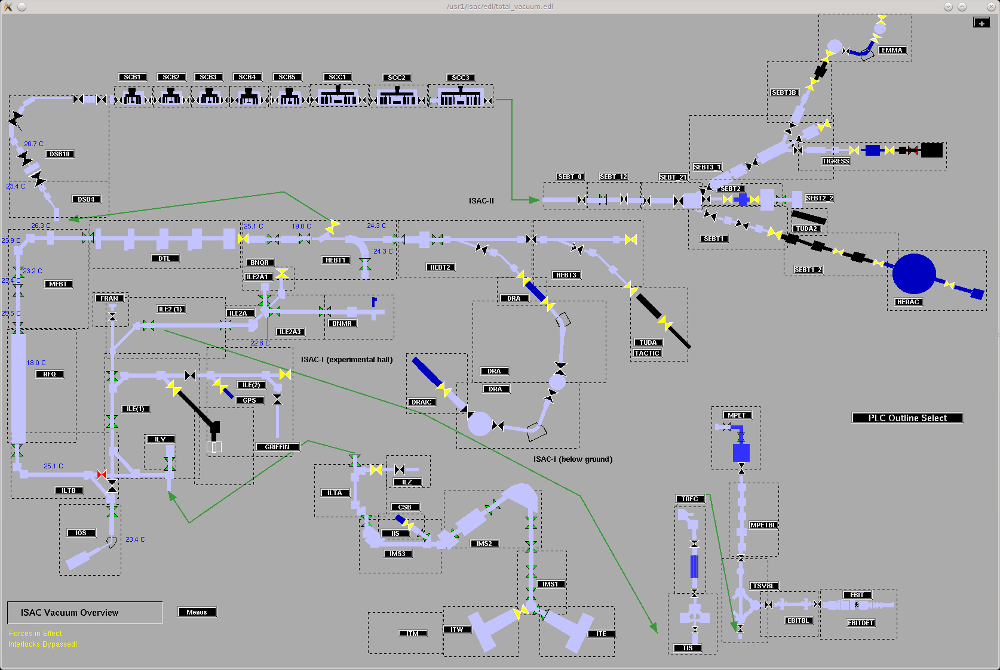 /usr1/isac/edl/total_vacuum.edl
+
EMMA
SCB1 SCB2 SCB3 SCB4 SCB5 SCC1 SCC2 SCC3
SEBT3B
20.7 C
DSB10
TIGRESS
SEBT3_1
SEBT_0 SEBT_12 SEBT_21
23.4 C
SEBT2
DSB4
ISAC-II
SEBT2_2
26.3 C
25.1 C
19.0 C
24.3 C
TUDA2
23.9 C
SEBT1
24.3 C
DTL
HEBT1
BNQR
HEBT2
23.2 C
SEBT1_2
ILE2A1
HEBT3
23.4 C
MEBT
FRAN
DRA
HERAC
ILE2 (1)
ILE2A
29.5 C
BNMR
ILE2A3
22.8 C
TUDA
TACTIC
ISAC-I (experimental hall)
18.0 C
RFQ
DRA
ILE(2)
DRA
GPS
DRAIC
ILE(1)
MPET
PLC Outline Select
ILY
GRIFFIN
ISAC-I (below ground)
25.1 C
ILZ
ILTB
ILTA
TRFC
CSB
MPETBL
IOS
IIS
23.4 C
IMS2
IMS3
IMS1
TSYBL
EBIT
ISAC Vacuum Overview
Menus
EBITBL
EBITDET
ITW
ITM
ITE
Forces in Effect
Interlocks Bypassed!
TIS